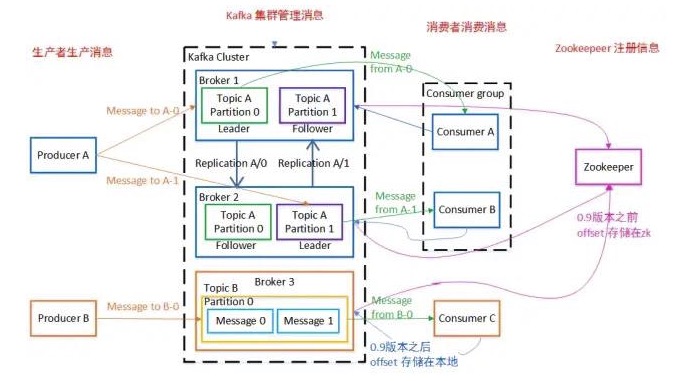 Kafka 集群管理消息
生产者生产消息
消费者消费消息
Zookeepeer 注册信息
Kafka Cluster
Message
from A-0
Broker 1
Consumer group
Topic A
Partition 0
Leader
Topic A
Partition 1
Follower
Message to A-0
Consumer A
Producer A
Replication A/0
Replication A/1
Zookeeper
Message to A-1
Broker 2
Message
from A-1
Topic A
Partition 0
Follower
Topic A
Partition 1
Leader
Consumer B
0.9版本之前
offset 存储在zk
Broker 3
Topic B
Partition 0
Message to B-0
Message
from B-0
Producer B
Message 0
Message 1
Consumer C
0.9版本之后
offset 存储在本地